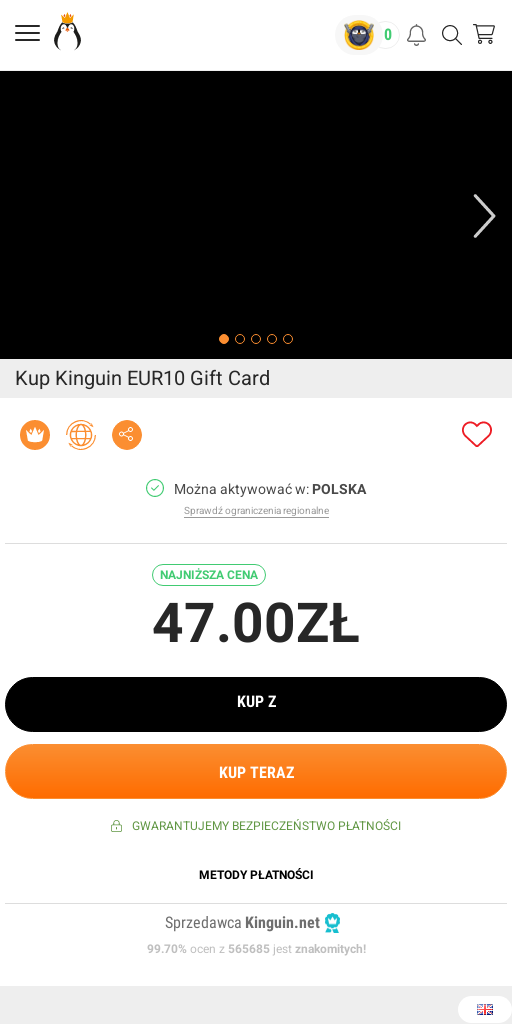 0
Kup Kinguin EUR10 Gift Card
Można aktywować w: POLSKA
Sprawdź ograniczenia regionalne
NAJNIŻSZA CENA
47.00ZŁ
KUP Z
KUP TERAZ
GWARANTUJEMY BEZPIECZEŃSTWO PŁATNOŚCI
METODY PŁATNOŚCI
Sprzedawca Kinguin.net
99.70% ocen z 565685 jest znakomitych!